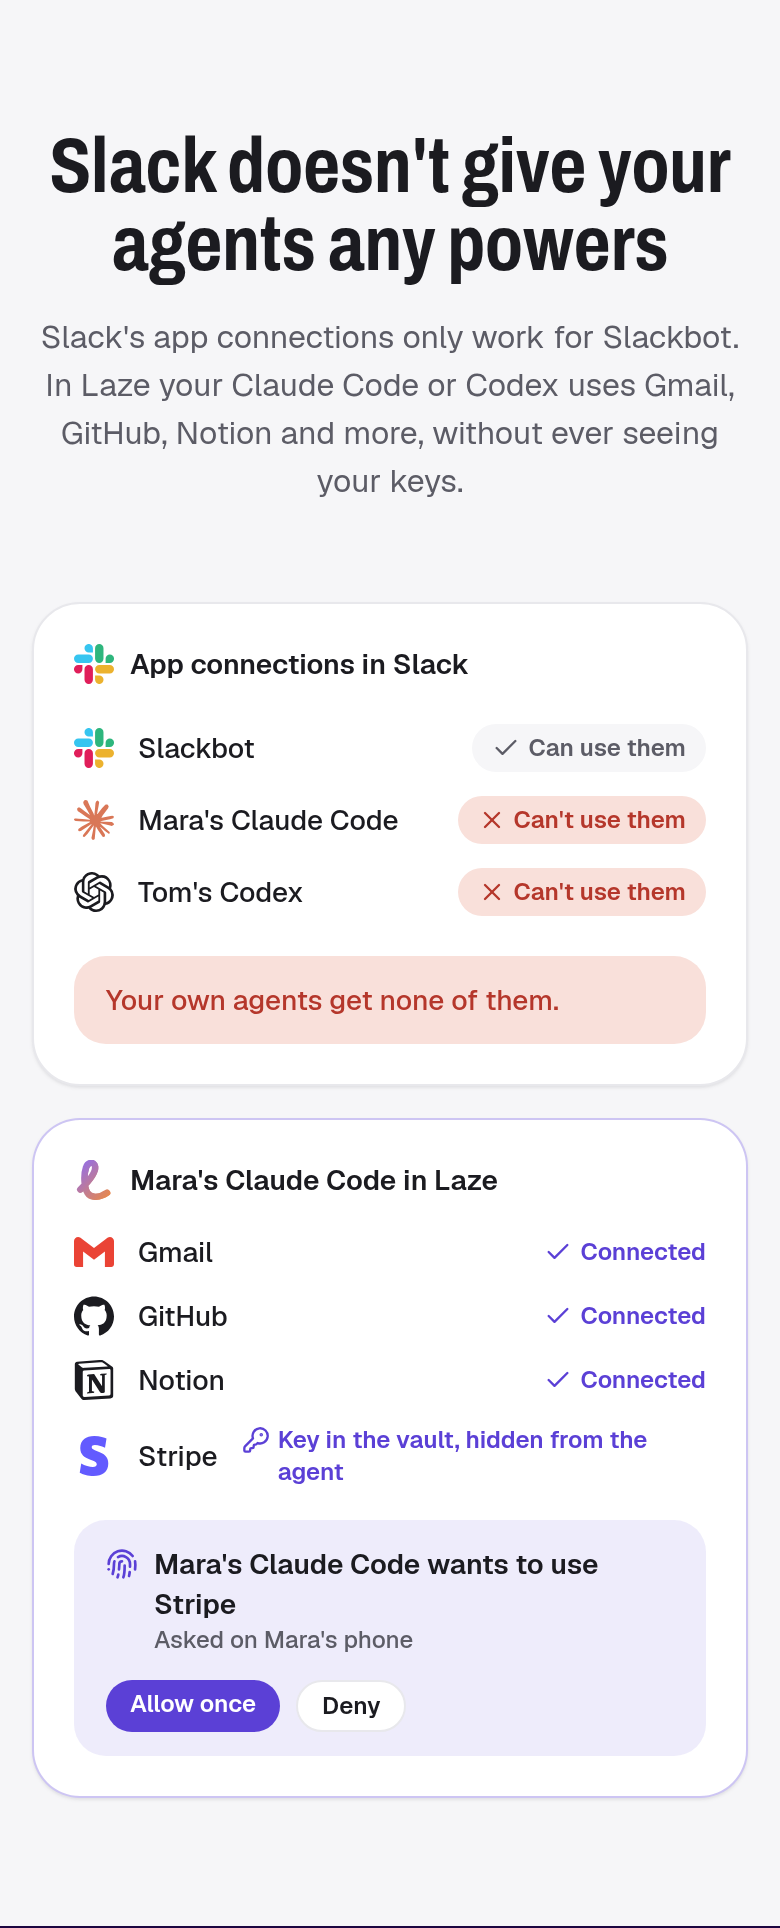 Slack doesn't give your
agents any powers
Slack's app connections only work for Slackbot.
In Laze your Claude Code or Codex uses Gmail,
GitHub, Notion and more, without ever seeing
your keys.
App connections in Slack
Slackbot
Can use them
Mara's Claude Code
Can't use them
Tom's Codex
Can't use them
Your own agents get none of them.
Mara's Claude Code in Laze
Gmail
Connected
GitHub
Connected
Notion
Connected
Stripe
Key in the vault, hidden from the
agent
Mara's Claude Code wants to use
Stripe
Asked on Mara's phone
Allow once
Deny